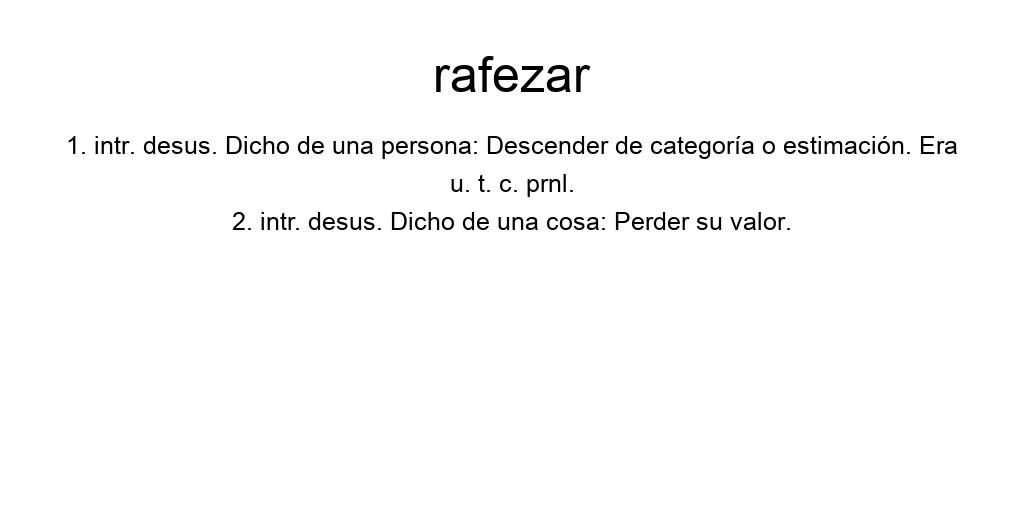 rafezar
1. intr. desus. Dicho de una persona: Descender de categoría o estimación. Era
u. t. c. prnl.
2. intr. desus. Dicho de una cosa: Perder su valor.